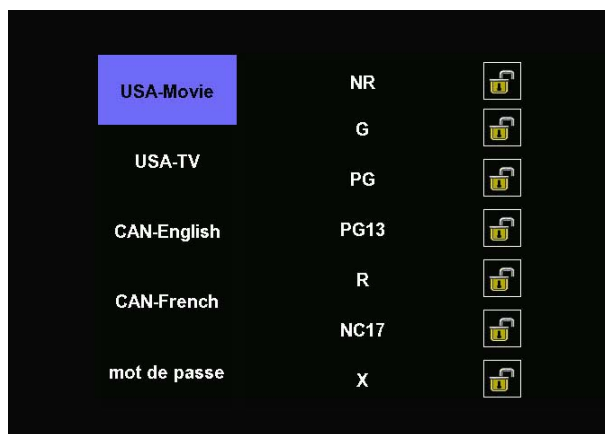 USA-Movie
USA-TV
CAN-English
CAN-French
mot de passe
NR
G
PG
PG13
R
NC17
X